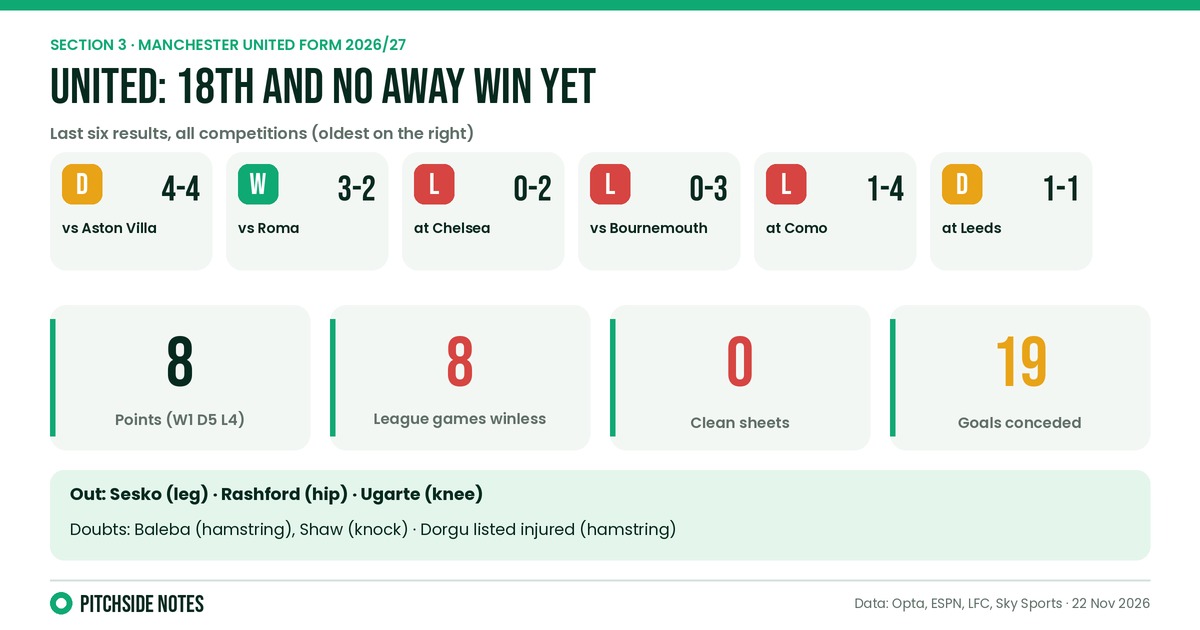 SECTION 3 · MANCHESTER UNITED FORM 2026/27
UNITED: 18TH AND NO AWAY WIN YET
Last six results, all competitions (oldest on the right)
D 4-4
vs Aston Villa
W 3-2
vs Roma
L 0-2
at Chelsea
L 0-3
vs Bournemouth
L 1-4
at Como
D 1-1
at Leeds
8
Points (W1 D5 L4)
8
League games winless
0
Clean sheets
19
Goals conceded
Out: Sesko (leg) · Rashford (hip) · Ugarte (knee)
Doubts: Baleba (hamstring), Shaw (knock) · Dorgu listed injured (hamstring)
PITCHSIDE NOTES
Data: Opta, ESPN, LFC, Sky Sports · 22 Nov 2026